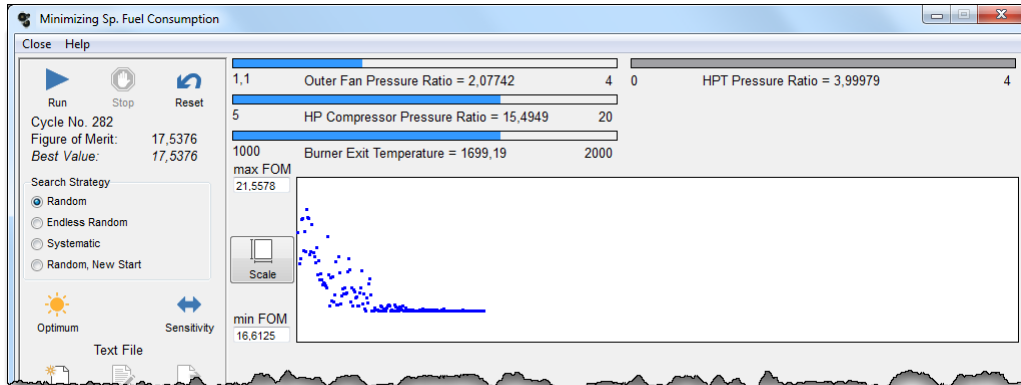 Minimizing Sp. Fuel Consumption
Close Help
Run Stop Reset
Cycle No. 282
Figure of Merit: 17,5376
Best Value: 17,5376
Search Strategy
Random
Endless Random
Systematic
Random, New Start
Optimum Sensitivity
Text File
1,1 Outer Fan Pressure Ratio = 2,07742 4
5 HP Compressor Pressure Ratio = 15,4949 20
1000 Burner Exit Temperature = 1699,19 2000
0 HPT Pressure Ratio = 3,99979 4
max FOM
21,5578
Scale
min FOM
16,6125